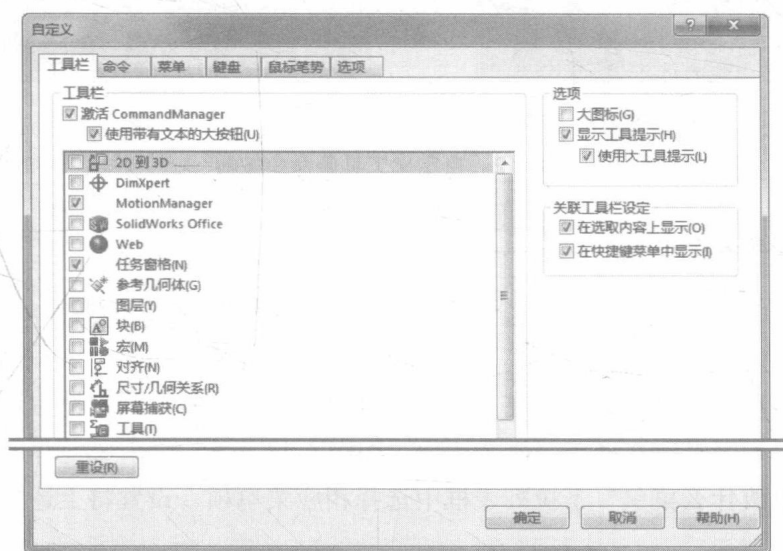 自定义
工具栏 命令 菜单 键盘 鼠标笔势 选项
工具栏
激活 CommandManager
使用带有文本的大按钮(U)
2D 到 3D
DimXpert
MotionManager
SolidWorks Office
Web
任务窗格(N)
参考几何体(G)
图层(Y)
块(B)
宏(M)
对齐(N)
尺寸/几何关系(R)
屏幕捕获(C)
工具(T)
选项
大图标(G)
显示工具提示(H)
使用大工具提示(L)
关联工具栏设定
在选取内容上显示(O)
在快捷键菜单中显示(I)
重设(R)
确定 取消 帮助(H)